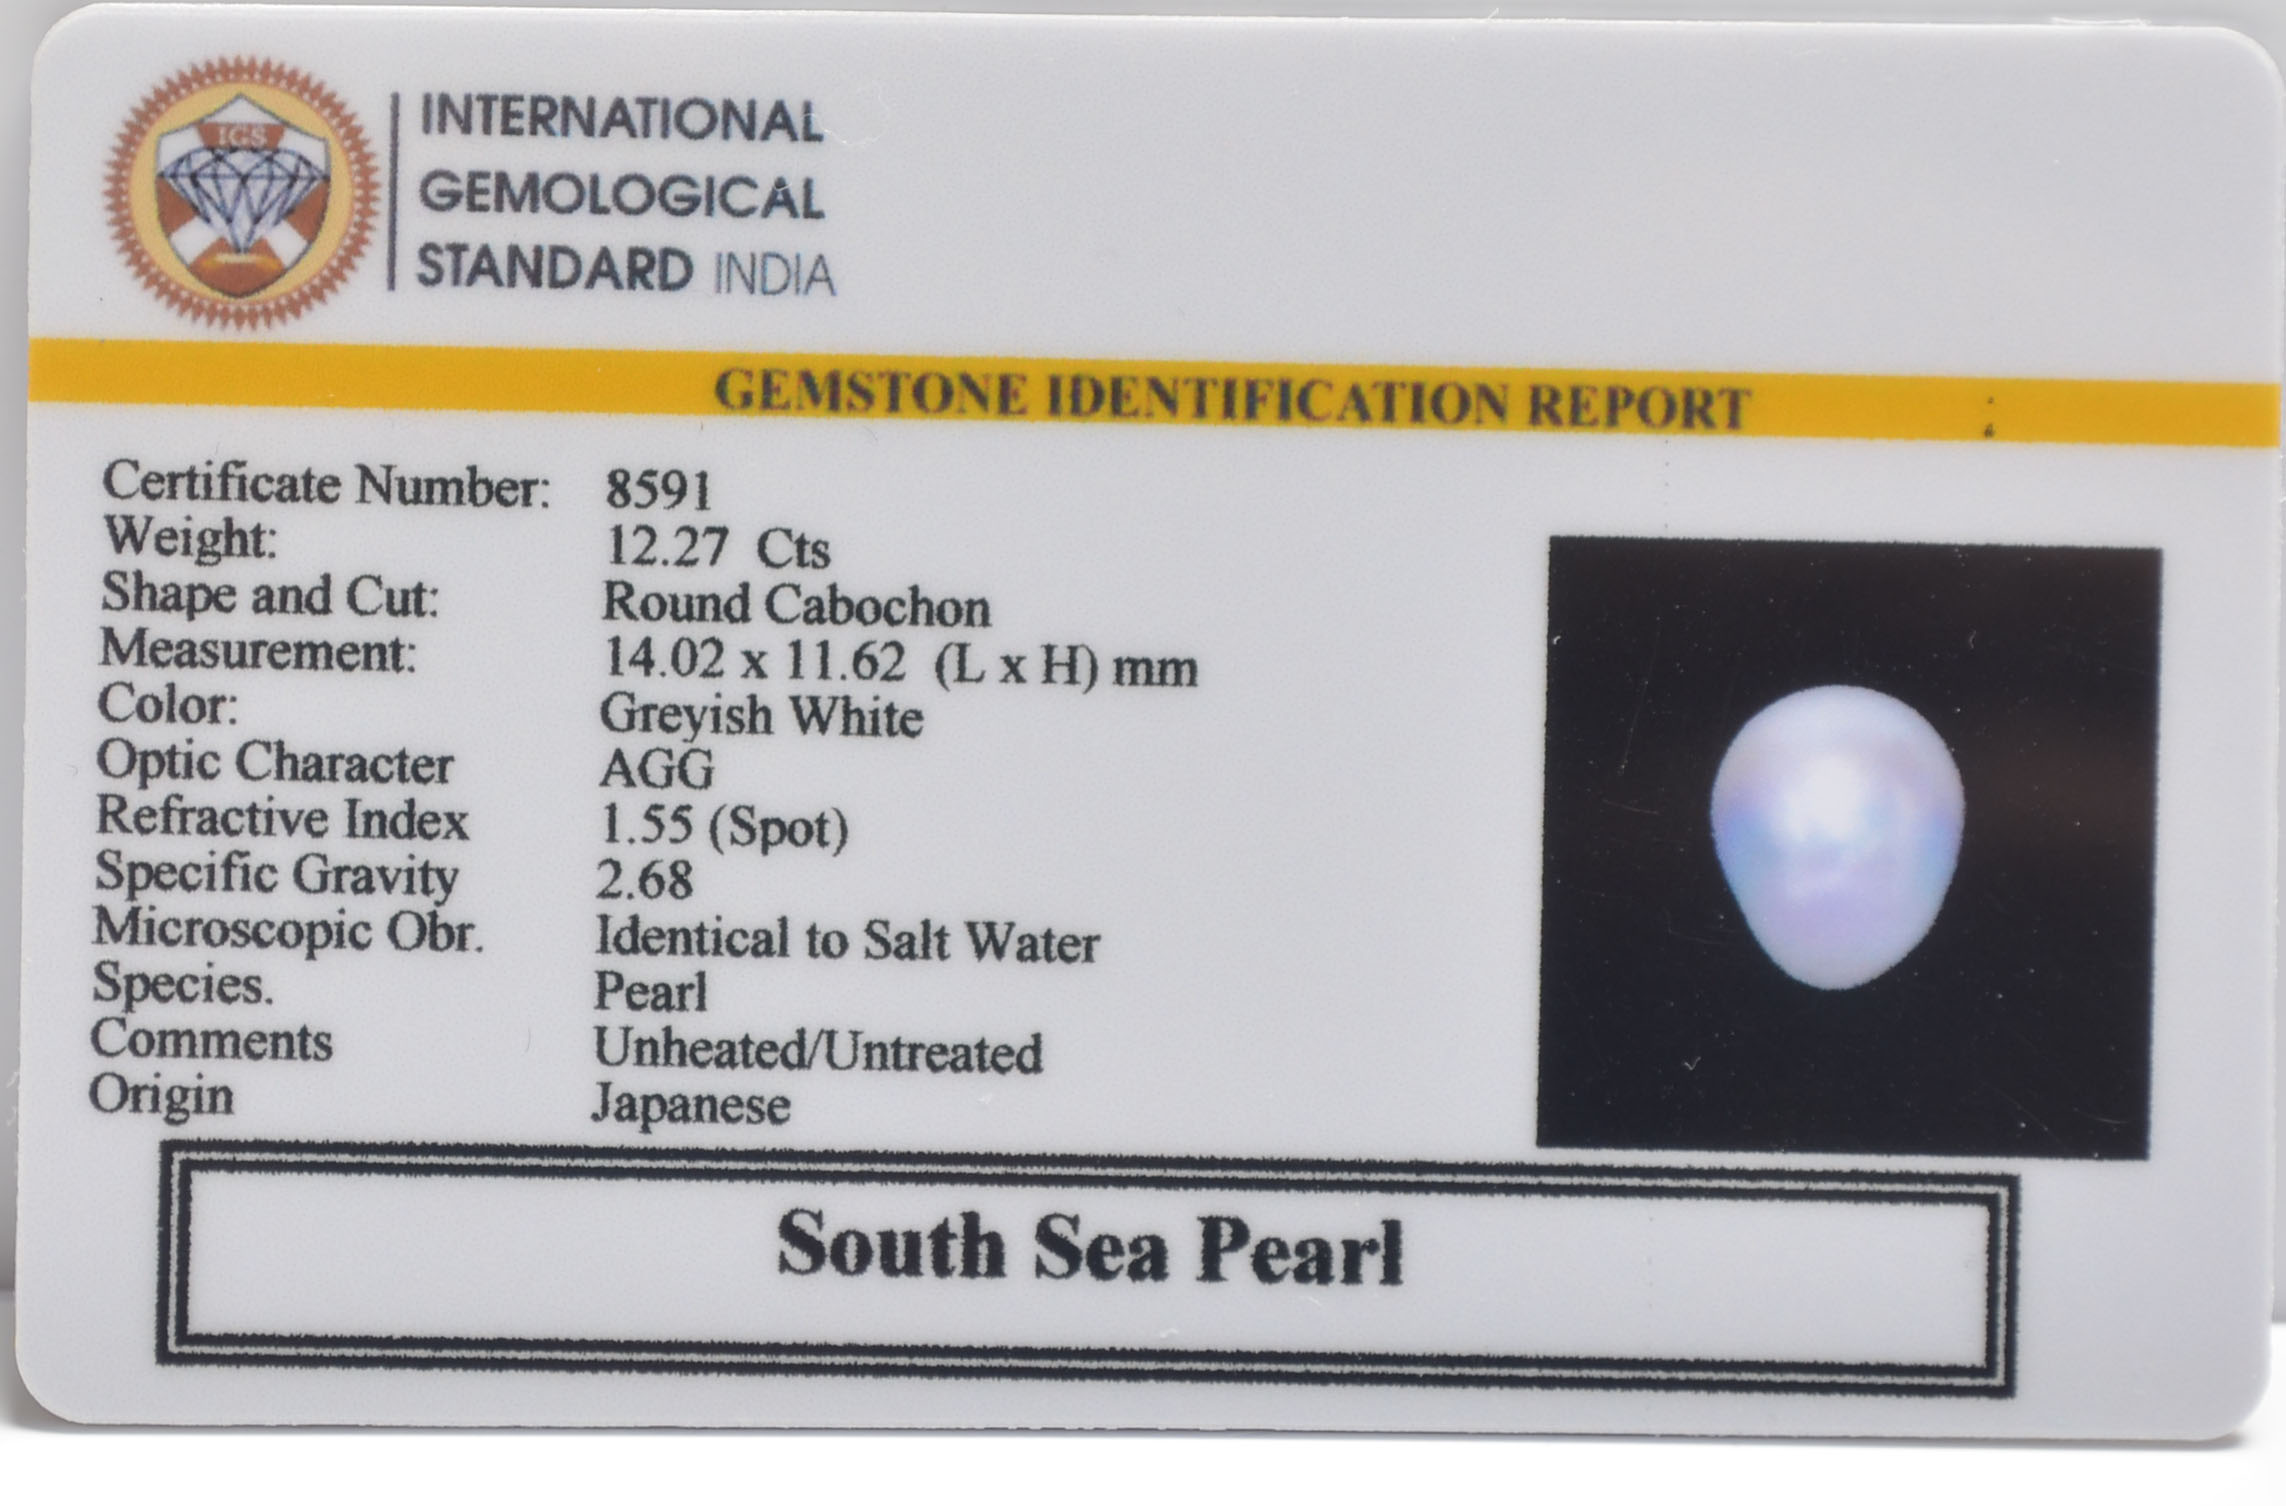 IGS
INTERNATIONAL
GEMOLOGICAL
STANDARD INDIA
GEMSTONE IDENTIFICATION REPORT
Certificate Number: 8591
Weight: 12.27 Cts
Shape and Cut: Round Cabochon
Measurement: 14.02 x 11.62 (L x H) mm
Color: Greyish White
Optic Character AGG
Refractive Index 1.55 (Spot)
Specific Gravity 2.68
Microscopic Obr. Identical to Salt Water
Species. Pearl
Comments Unheated/Untreated
Origin Japanese
South Sea Pearl